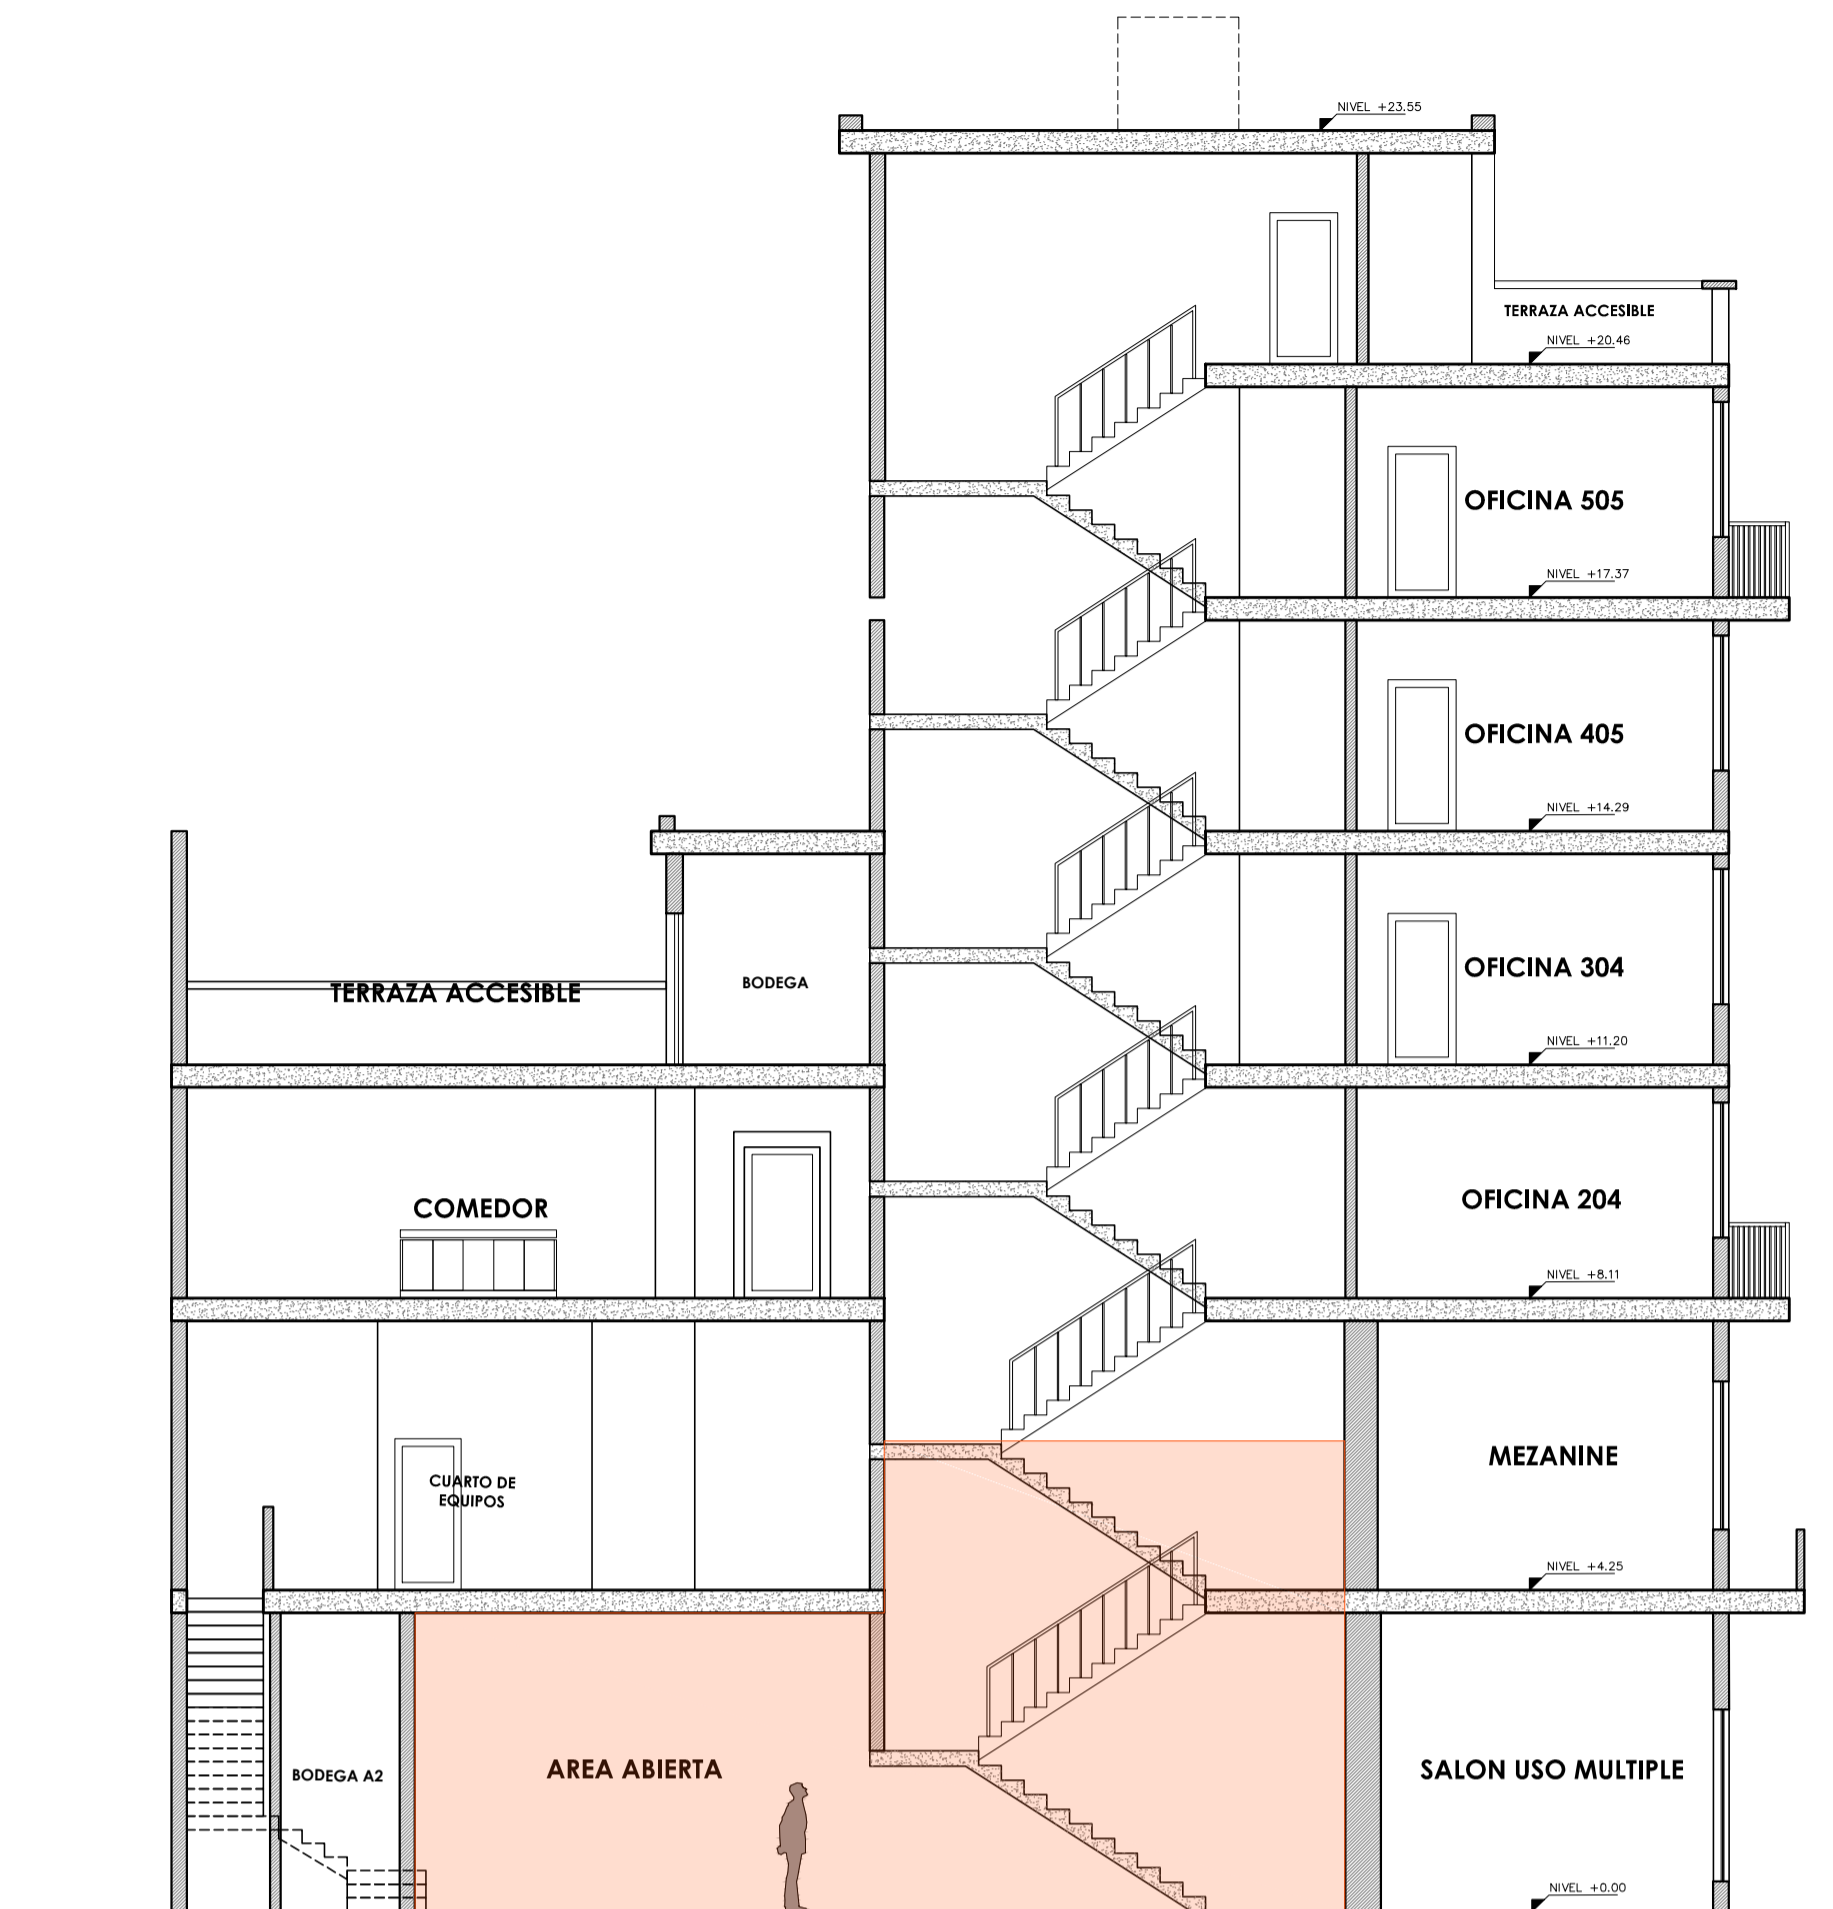 NIVEL +23.55
TERRAZA ACCESIBLE
NIVEL +20.46
OFICINA 505
NIVEL +17.37
OFICINA 405
NIVEL +14.29
OFICINA 304
TERRAZA ACCESIBLE
BODEGA
NIVEL +11.20
OFICINA 204
COMEDOR
NIVEL +8.11
MEZANINE
CUARTO DE
EQUIPOS
NIVEL +4.25
AREA ABIERTA
SALON USO MULTIPLE
BODEGA A2
NIVEL +0.00